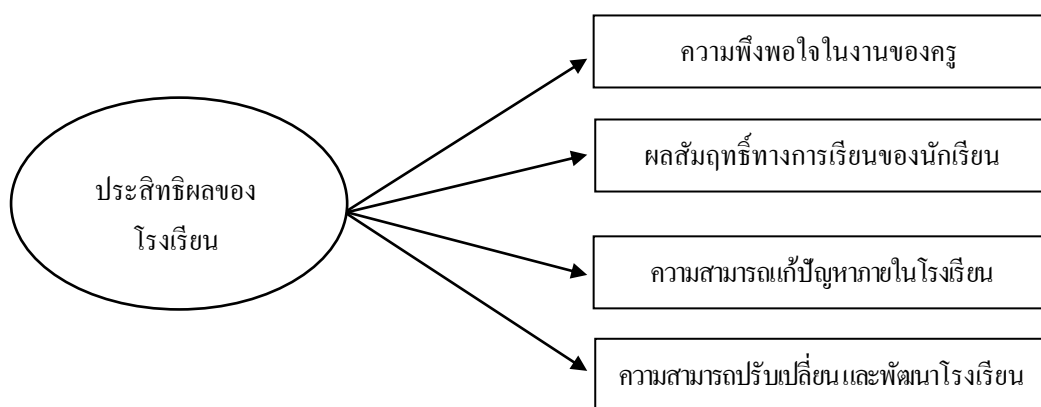 ความพึงพอใจในงานของครู
ผลสัมฤทธิ์ทางการเรียนของนักเรียน
ประสิทธิผลของ
โรงเรียน
ความสามารถแก้ปัญหาภายในโรงเรียน
ความสามารถปรับเปลี่ยนและพัฒนาโรงเรียน